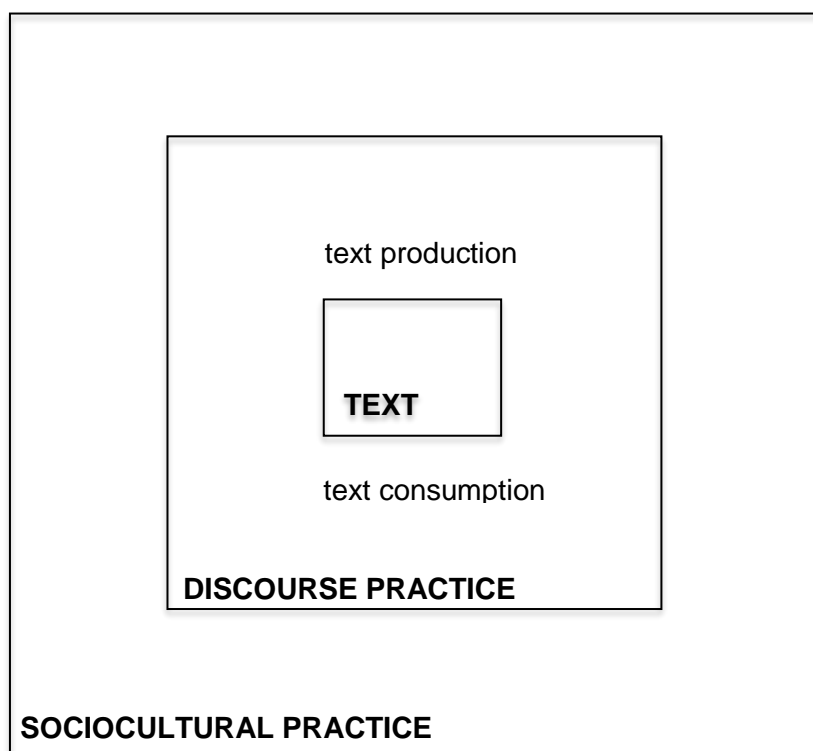 text production
TEXT
text consumption
DISCOURSE PRACTICE
SOCIOCULTURAL PRACTICE